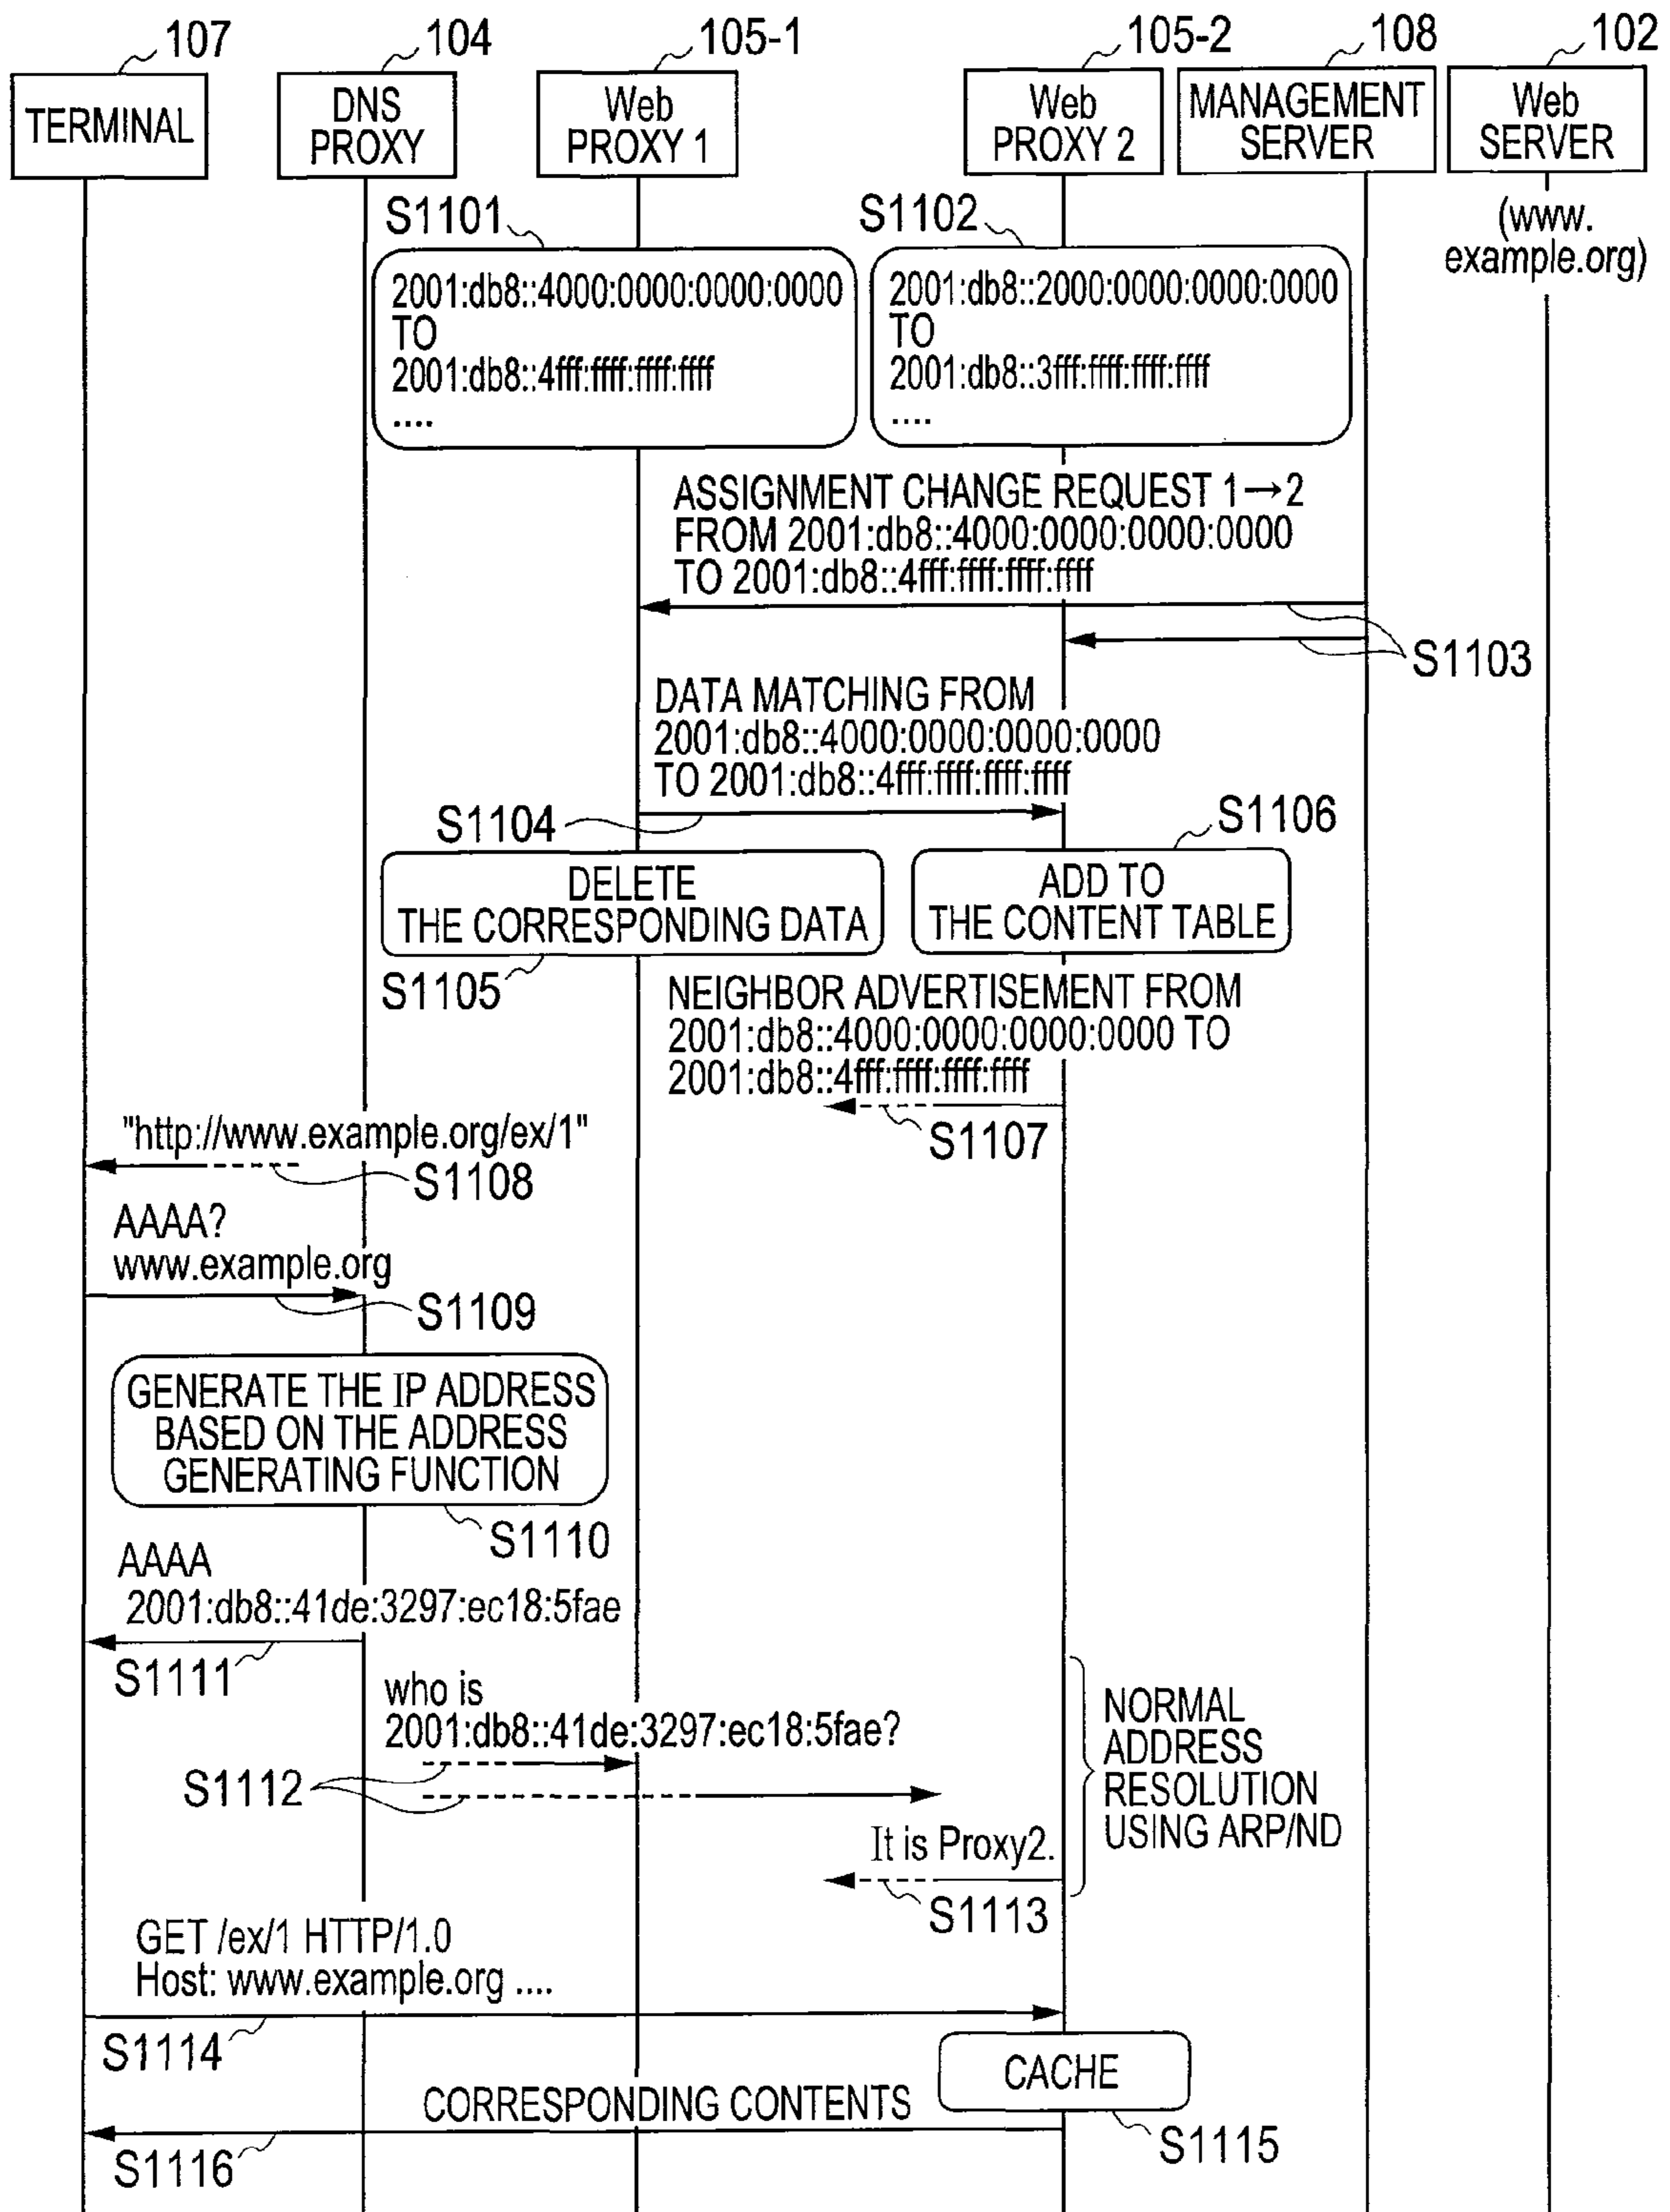 107
104
105-1
105-2
108
102
TERMINAL
DNS
PROXY
Web
PROXY 1
Web
PROXY 2
MANAGEMENT
SERVER
Web
SERVER
(www.
example.org)
S1101
2001:db8::4000:0000:0000:0000
TO
2001:db8::4fff:ffff:ffff:ffff
....
S1102
2001:db8::2000:0000:0000:0000
TO
2001:db8::3fff:ffff:ffff:ffff
....
ASSIGNMENT CHANGE REQUEST 1→2
FROM 2001:db8::4000:0000:0000:0000
TO 2001:db8::4fff:ffff:ffff:ffff
S1103
DATA MATCHING FROM
2001:db8::4000:0000:0000:0000
TO 2001:db8::4fff:ffff:ffff:ffff
S1104
S1106
DELETE
THE CORRESPONDING DATA
ADD TO
THE CONTENT TABLE
S1105
NEIGHBOR ADVERTISEMENT FROM
2001:db8::4000:0000:0000:0000 TO
2001:db8::4fff:ffff:ffff:ffff
S1107
"http://www.example.org/ex/1"
S1108
AAAA?
www.example.org
S1109
GENERATE THE IP ADDRESS
BASED ON THE ADDRESS
GENERATING FUNCTION
S1110
AAAA
2001:db8::41de:3297:ec18:5fae
S1111
who is
2001:db8::41de:3297:ec18:5fae?
S1112
NORMAL
ADDRESS
RESOLUTION
USING ARP/ND
It is Proxy2.
S1113
GET /ex/1 HTTP/1.0
Host: www.example.org ....
S1114
CACHE
CORRESPONDING CONTENTS
S1115
S1116